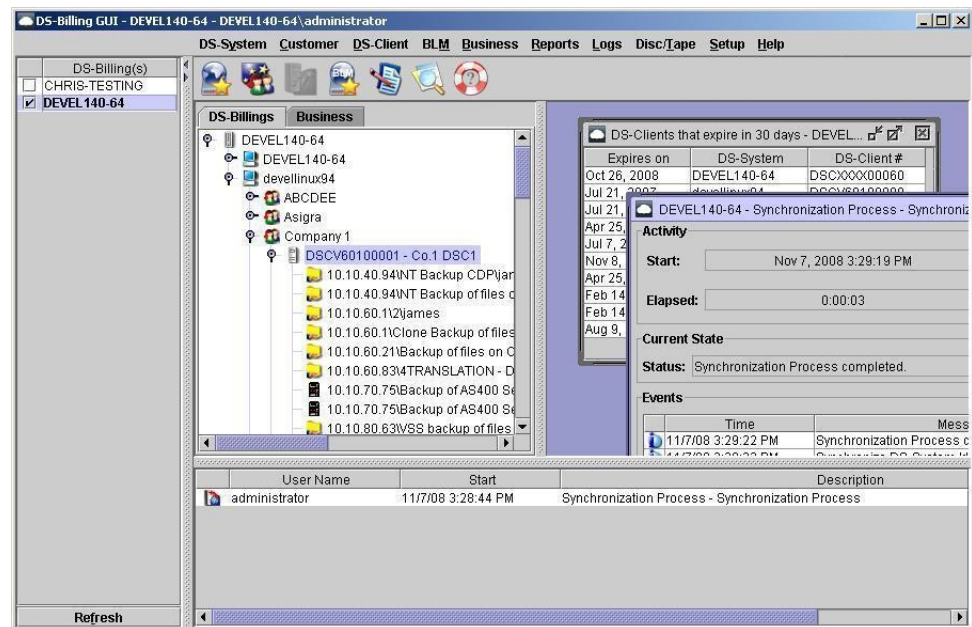 DS-Billing GUI - DEVEL140-64 - DEVEL140-64\administrator
DS-System Customer DS-Client BLM Business Reports Logs Disc/Tape Setup Help
DS-Billing(s)
CHRIS-TESTING
DEVEL140-64
Refresh
DS-Billings Business
DEVEL140-64
DEVEL140-64
devellinux94
ABCDEE
Asigra
Company 1
DSCV60100001 - Co.1 DSC1
10.10.40.94\NT Backup CDP\jar
10.10.40.94\NT Backup of files
10.10.60.1\2\james
10.10.60.1\Clone Backup of files
10.10.60.21\Backup of files on
10.10.60.83\4TRANSLATION - D
10.10.70.75\Backup of AS400 Se
10.10.70.75\Backup of AS400 Se
10.10.80.63\VSS backup of files
DS-Clients that expire in 30 days - DEVEL...
Expires on DS-System DS-Client #
Oct 26, 2008 DEVEL140-64 DSCXXXX00060
Jul 21, 2007 devellinux94
Jul 21,
Apr 25,
Jul 7, 2
Nov 8,
Apr 25,
Feb 14
Feb 14
Aug 9,
DEVEL140-64 - Synchronization Process - Synchroniz
Activity
Start: Nov 7, 2008 3:29:19 PM
Elapsed: 0:00:03
Current State
Status: Synchronization Process completed.
Events
Time Mess
11/7/08 3:29:22 PM Synchronization Process c
User Name Start Description
administrator 11/7/08 3:28:44 PM Synchronization Process - Synchronization Process